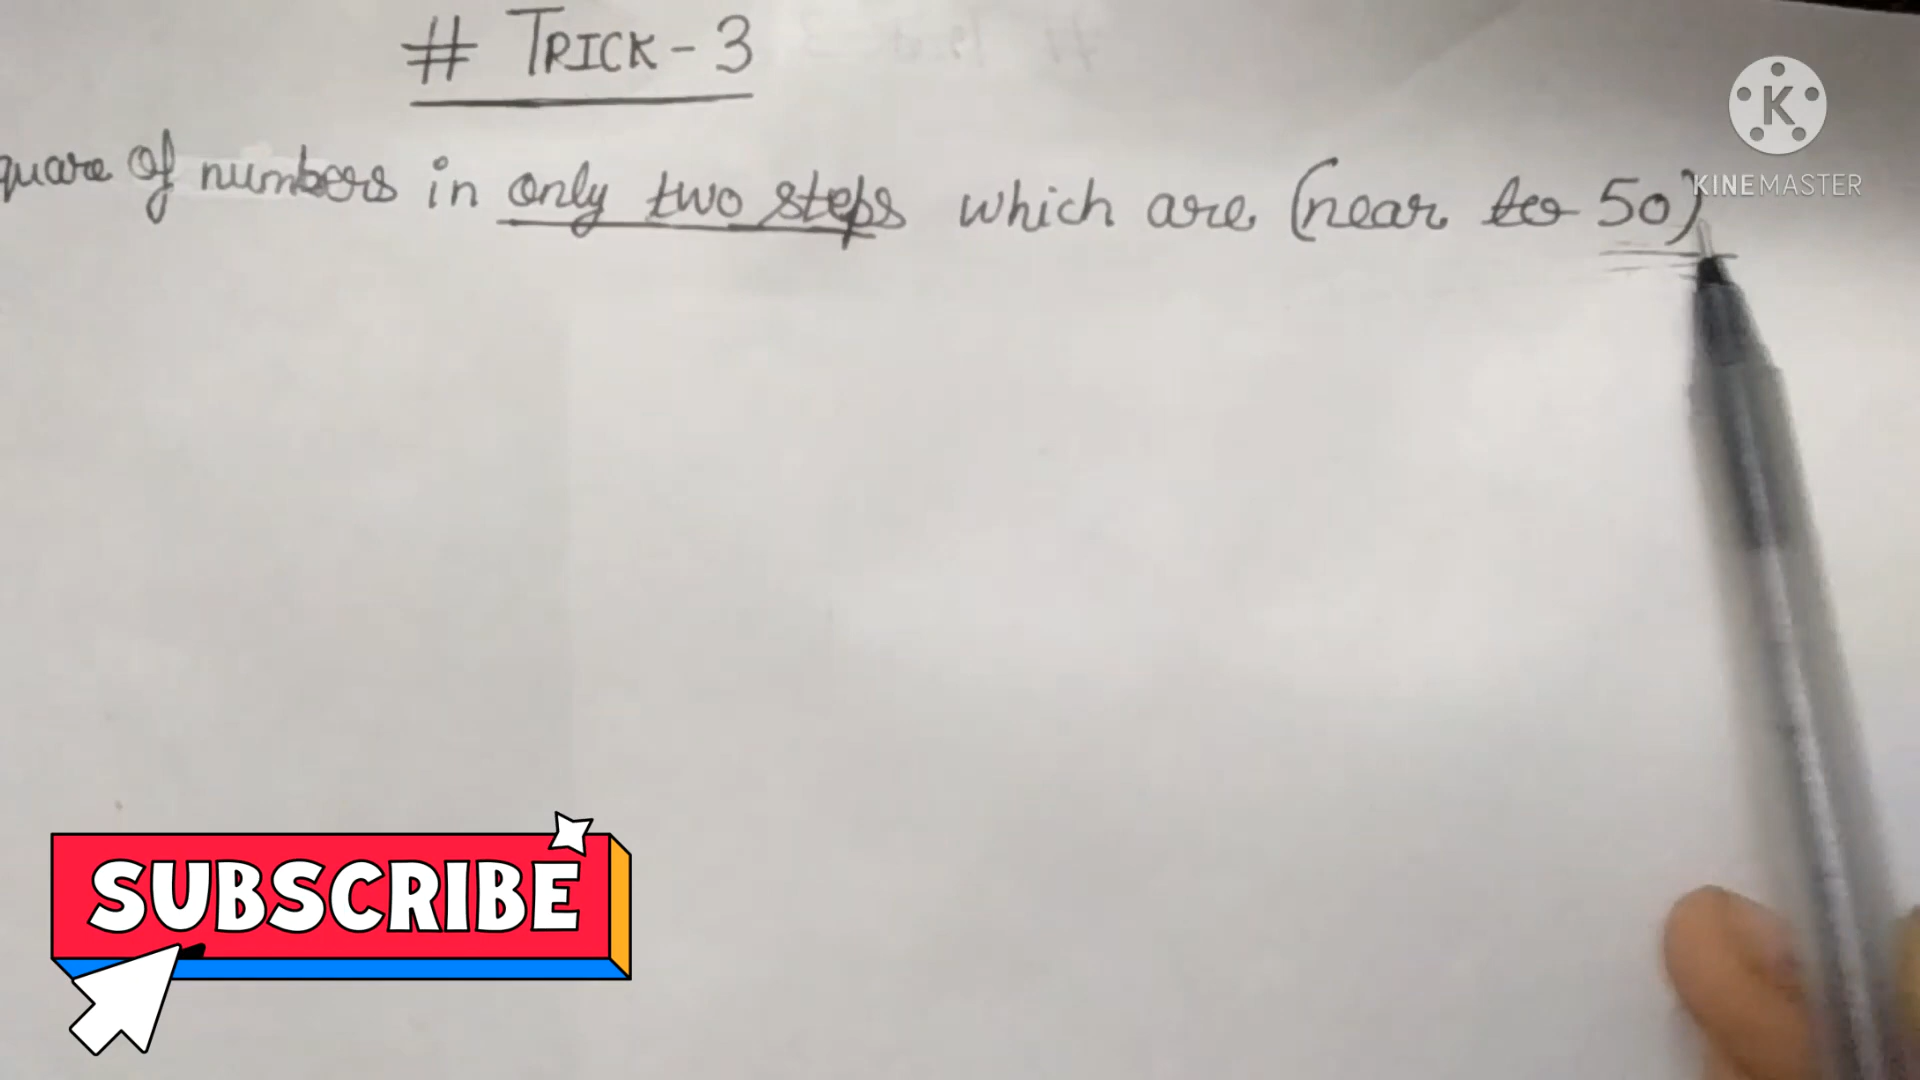 # TRICK - 3
quare of numbers in only two steps which are (near to 50)
K
KINEMASTER
SUBSCRIBE